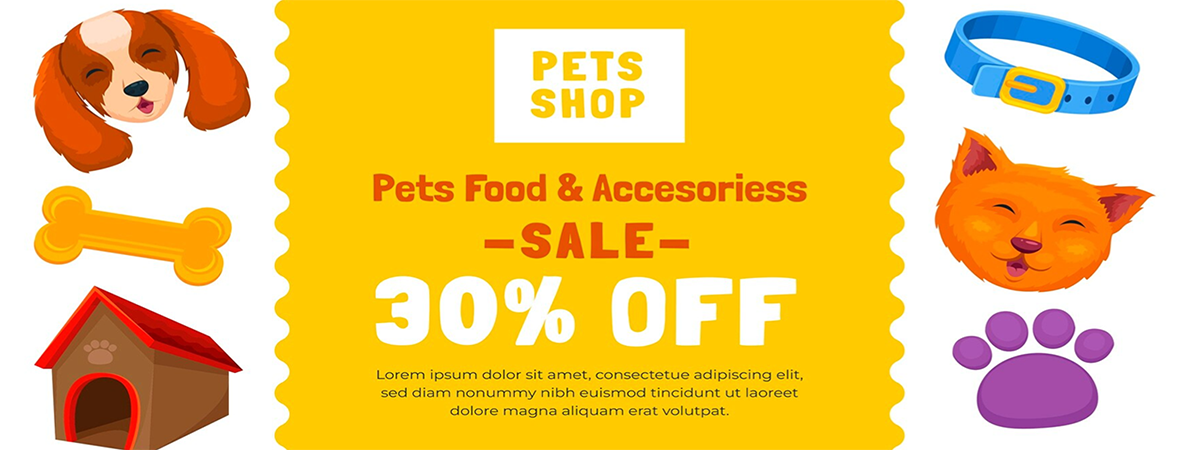 PETS
SHOP
Pets Food & Accesoriess
–SALE–
30% OFF
Lorem ipsum dolor sit amet, consectetue adipiscing elit,
sed diam nonummy nibh euismod tincidunt ut laoreet
dolore magna aliquam erat volutpat.